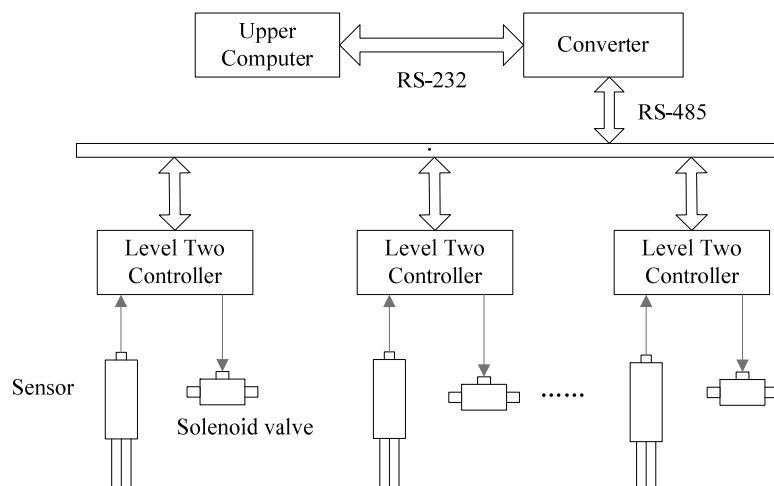 Upper
Computer
Converter
RS-232
RS-485
Level Two
Controller
Level Two
Controller
Level Two
Controller
Sensor
Solenoid valve
......